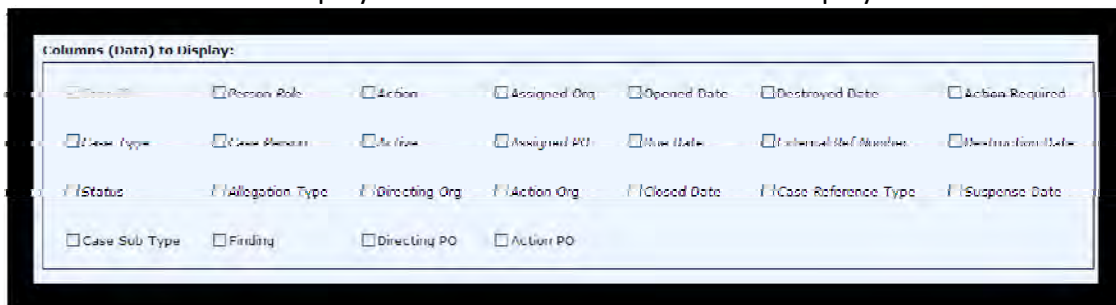 Columns (Data) to Display:
Person Role Action Assigned Org Opened Date Destroyed Date Action Required
Case Type Case Person Active Assigned PO Due Date External Ref Number Destruction Date
Status Allegation Type Directing Org Action Org Closed Date Case Reference Type Suspense Date
Case Sub Type Finding Directing PO Action PO